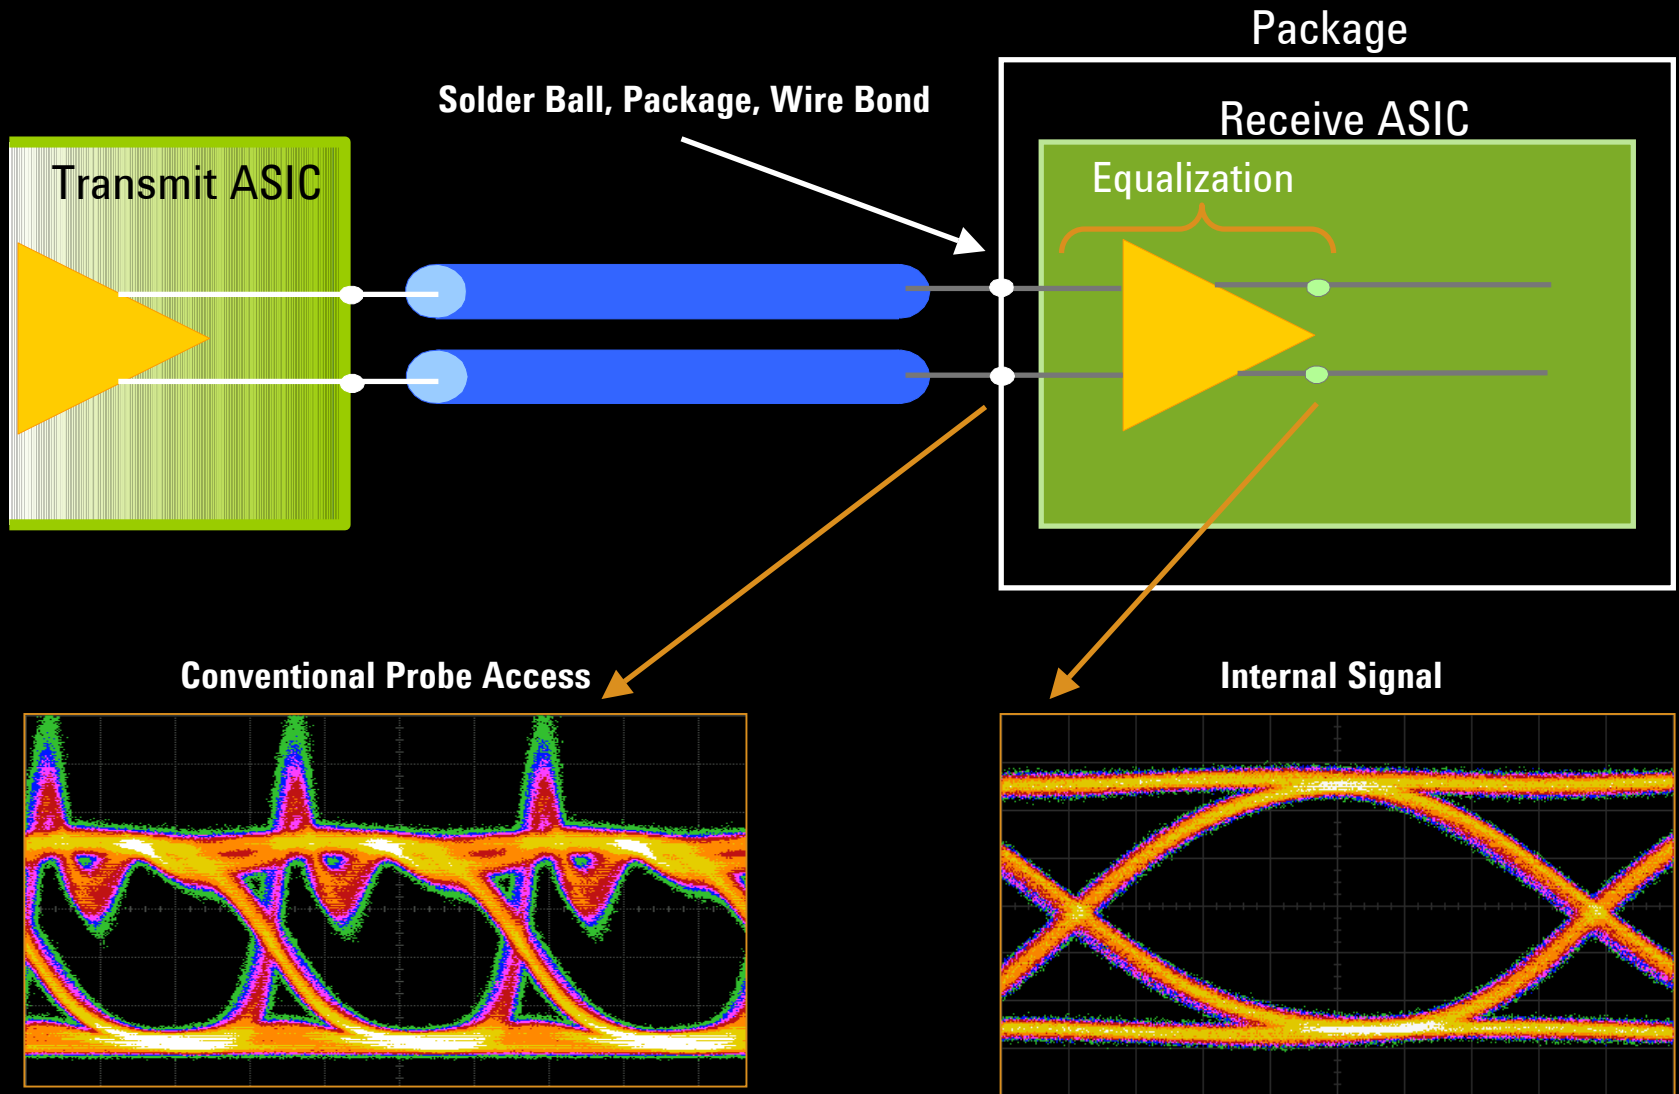 Package
Solder Ball, Package, Wire Bond
Receive ASIC
Transmit ASIC
Equalization
Conventional Probe Access
Internal Signal